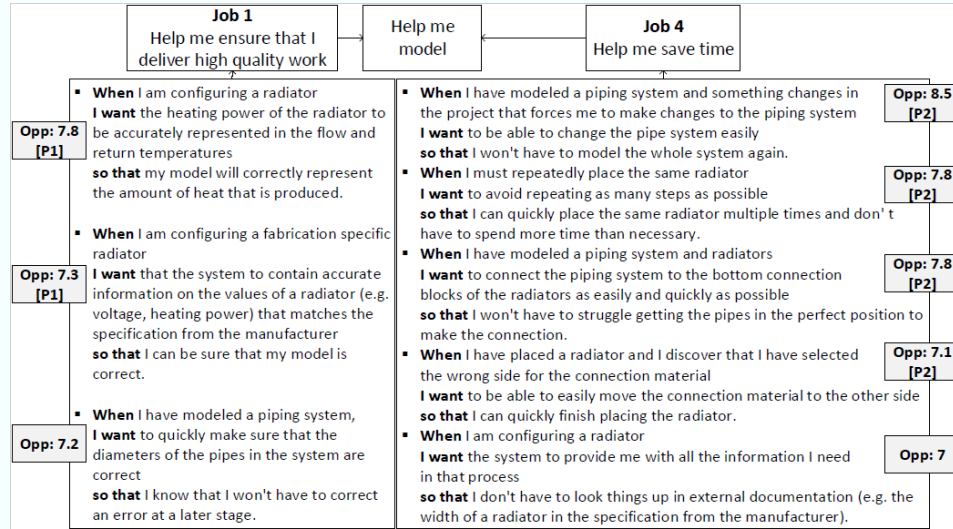 Job 1
Help me ensure that I
deliver high quality work
Help me
model
Job 4
Help me save time
▪ When I am configuring a radiator
I want the heating power of the radiator to
be accurately represented in the flow and
return temperatures
so that my model will correctly represent
the amount of heat that is produced.
Opp: 7.8
[P1]
▪ When I am configuring a fabrication specific
radiator
I want that the system to contain accurate
information on the values of a radiator (e.g.
voltage, heating power) that matches the
specification from the manufacturer
so that I can be sure that my model is
correct.
Opp: 7.3
[P1]
▪ When I have modeled a piping system,
I want to quickly make sure that the
diameters of the pipes in the system are
correct
so that I know that I won't have to correct
an error at a later stage.
Opp: 7.2
▪ When I have modeled a piping system and something changes in
the project that forces me to make changes to the piping system
I want to be able to change the pipe system easily
so that I won't have to model the whole system again.
Opp: 8.5
[P2]
▪ When I must repeatedly place the same radiator
I want to avoid repeating as many steps as possible
so that I can quickly place the same radiator multiple times and don' t
have to spend more time than necessary.
Opp: 7.8
[P2]
▪ When I have modeled a piping system and radiators
I want to connect the piping system to the bottom connection
blocks of the radiators as easily and quickly as possible
so that I won't have to struggle getting the pipes in the perfect position to
make the connection.
Opp: 7.8
[P2]
▪ When I have placed a radiator and I discover that I have selected
the wrong side for the connection material
I want to be able to easily move the connection material to the other side
so that I can quickly finish placing the radiator.
Opp: 7.1
[P2]
▪ When I am configuring a radiator
I want the system to provide me with all the information I need
in that process
so that I don't have to look things up in external documentation (e.g. the
width of a radiator in the specification from the manufacturer).
Opp: 7